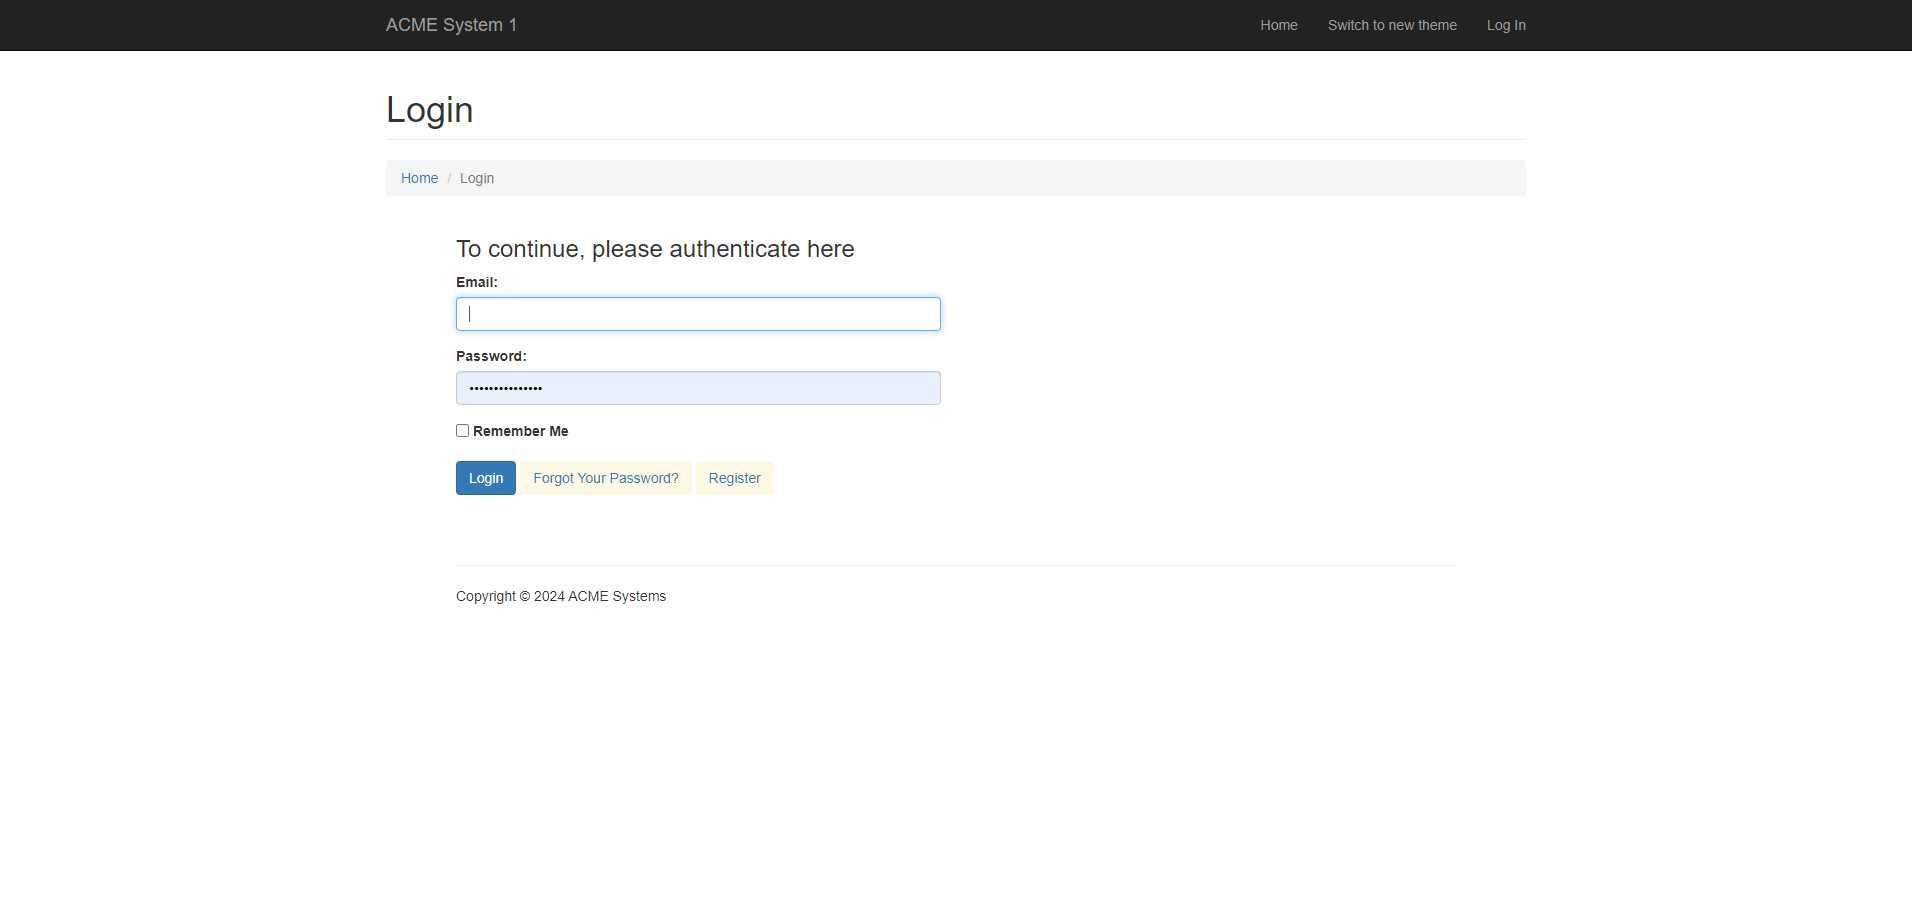 ACME System 1
Home Switch to new theme Log In
Login
Home / Login
To continue, please authenticate here
Email:
Password:
•••••••••••••••
Remember Me
Login Forgot Your Password? Register
Copyright © 2024 ACME Systems